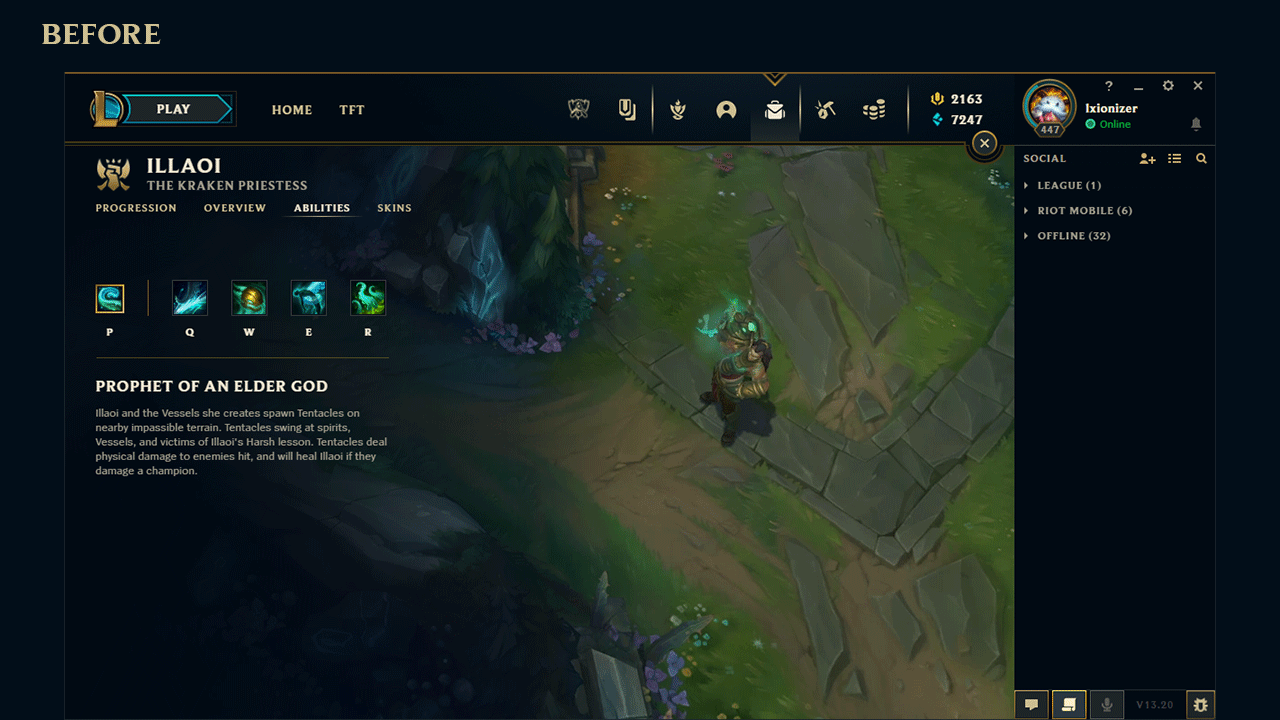 BEFORE
PLAY
HOME
TFT
2163
7247
?
447
Ixionizer
Online
ILLAOI
THE KRAKEN PRIESTESS
PROGRESSION
OVERVIEW
ABILITIES
SKINS
P
Q
W
E
R
PROPHET OF AN ELDER GOD
Illaoi and the Vessels she creates spawn Tentacles on
nearby impassible terrain. Tentacles swing at spirits,
Vessels, and victims of Illaoi's Harsh lesson. Tentacles deal
physical damage to enemies hit, and will heal Illaoi if they
damage a champion.
SOCIAL
LEAGUE (1)
RIOT MOBILE (6)
OFFLINE (32)
V13.20